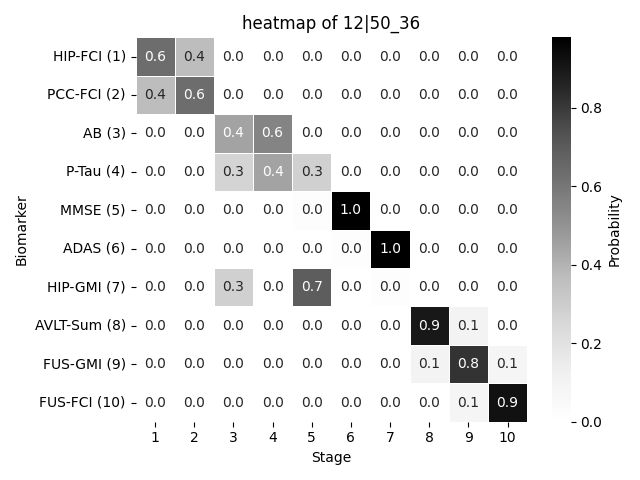 heatmap of 12|50_36
Biomarker
HIP-FCI (1) 0.6 0.4 0.0 0.0 0.0 0.0 0.0 0.0 0.0 0.0
PCC-FCI (2) 0.4 0.6 0.0 0.0 0.0 0.0 0.0 0.0 0.0 0.0
AB (3) 0.0 0.0 0.4 0.6 0.0 0.0 0.0 0.0 0.0 0.0
P-Tau (4) 0.0 0.0 0.3 0.4 0.3 0.0 0.0 0.0 0.0 0.0
MMSE (5) 0.0 0.0 0.0 0.0 0.0 1.0 0.0 0.0 0.0 0.0
ADAS (6) 0.0 0.0 0.0 0.0 0.0 0.0 1.0 0.0 0.0 0.0
HIP-GMI (7) 0.0 0.0 0.3 0.0 0.7 0.0 0.0 0.0 0.0 0.0
AVLT-Sum (8) 0.0 0.0 0.0 0.0 0.0 0.0 0.0 0.9 0.1 0.0
FUS-GMI (9) 0.0 0.0 0.0 0.0 0.0 0.0 0.0 0.1 0.8 0.1
FUS-FCI (10) 0.0 0.0 0.0 0.0 0.0 0.0 0.0 0.0 0.1 0.9
1 2 3 4 5 6 7 8 9 10
Stage
0.8
0.6
0.4
0.2
0.0
Probability